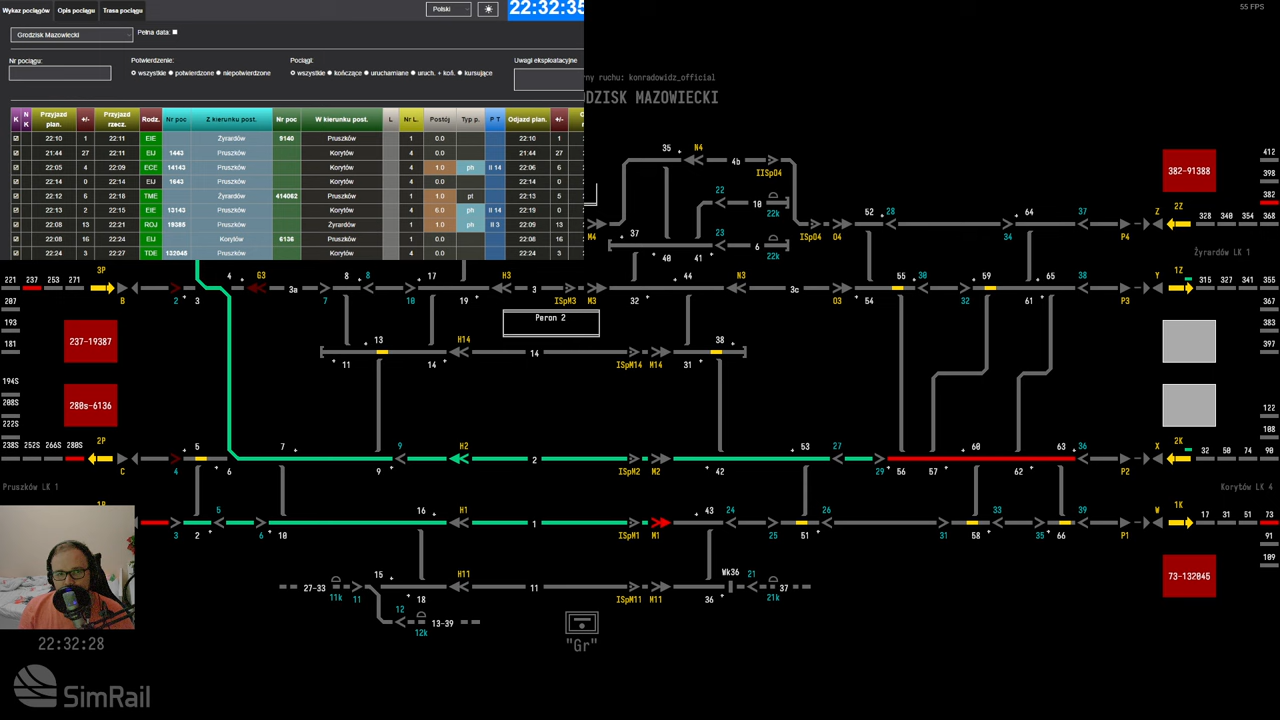 Wykaz pociągów Opis pociągu Trasa pociągu Polski 22:32:35 55 FPS
Grodzisk Mazowiecki Pełna data:
Nr pociągu: Potwierdzenie: Pociągi: Uwagi eksploatacyjne
wszystkie potwierdzone niepotwierdzone wszystkie kończące uruchamiane uruch. + koń. kursujące
ny ruchu: konradowidz_official
DZISK MAZOWIECKI
K N K Przyjazd plan. +/- Przyjazd rzecz. Rodz. Nr poc Z kierunku post. Nr poc W kierunku post. L Nr L. Postój Typ p. P T Odjazd plan. +/-
22:10 1 22:11 EIE Żyrardów 9140 Pruszków 1 0.0 22:10 1
21:44 27 22:11 EIJ 1443 Pruszków Korytów 4 0.0 21:44 27
22:05 4 22:09 ECE 14143 Pruszków Korytów 4 1.0 ph II 14 22:06 6
22:14 0 22:14 EIJ 1643 Pruszków Korytów 4 0.0 22:14 0
22:12 6 22:18 TME Żyrardów 414062 Pruszków 1 1.0 pt 22:13 5
22:13 2 22:15 EIE 13143 Pruszków Korytów 4 6.0 ph II 14 22:19 0
22:08 13 22:21 ROJ 19385 Pruszków Żyrardów 1 1.0 ph II 3 22:09 13
22:08 16 22:24 EIJ Korytów 6136 Pruszków 4 0.0 22:08 16
22:24 3 22:27 TDE 132045 Pruszków Korytów 4 0.0 22:24 3
35 N4 4b IISpO4 412
382-91388 398
22 10 22k 382
M4 37 23 6 22k ISpO4 O4 52 28 34 64 37 P4 Z 2Z 328 340 354 368
40 41
Żyrardów LK 1
221 237 253 271 3P B 2 3 4 G3 3a 7 8 8 10 17 19 H3 3 ISpM3 M3 32 44 N3 3c O3 54 55 30 32 59 61 65 38 P3 Y 1Z 315 327 341 355
207
193
181
367
383
397
Peron 2
237-19387
11 13 14 H14 14 ISpM14 M14 31 38
194S
208S
222S
280s-6136
122
108
238S 252S 266S 280S 2P C 4 5 6 7 9 9 H2 2 ISpM2 M2 42 53 27 29 56 57 60 62 63 36 P2 X 2K 32 50 74 90
Pruszków LK 1 Korytów LK 4
3 2 5 6 10 16 H1 1 ISpM1 M1 43 24 25 51 26 31 58 33 35 66 39 P1 W 1K 17 31 51 73
91
109
73-132045
27-33 11k 11 15 18 H11 11 ISpM11 M11 36 Wk36 21 21k 37
12 12k 13-39
"Gr"
22:32:28
SimRail